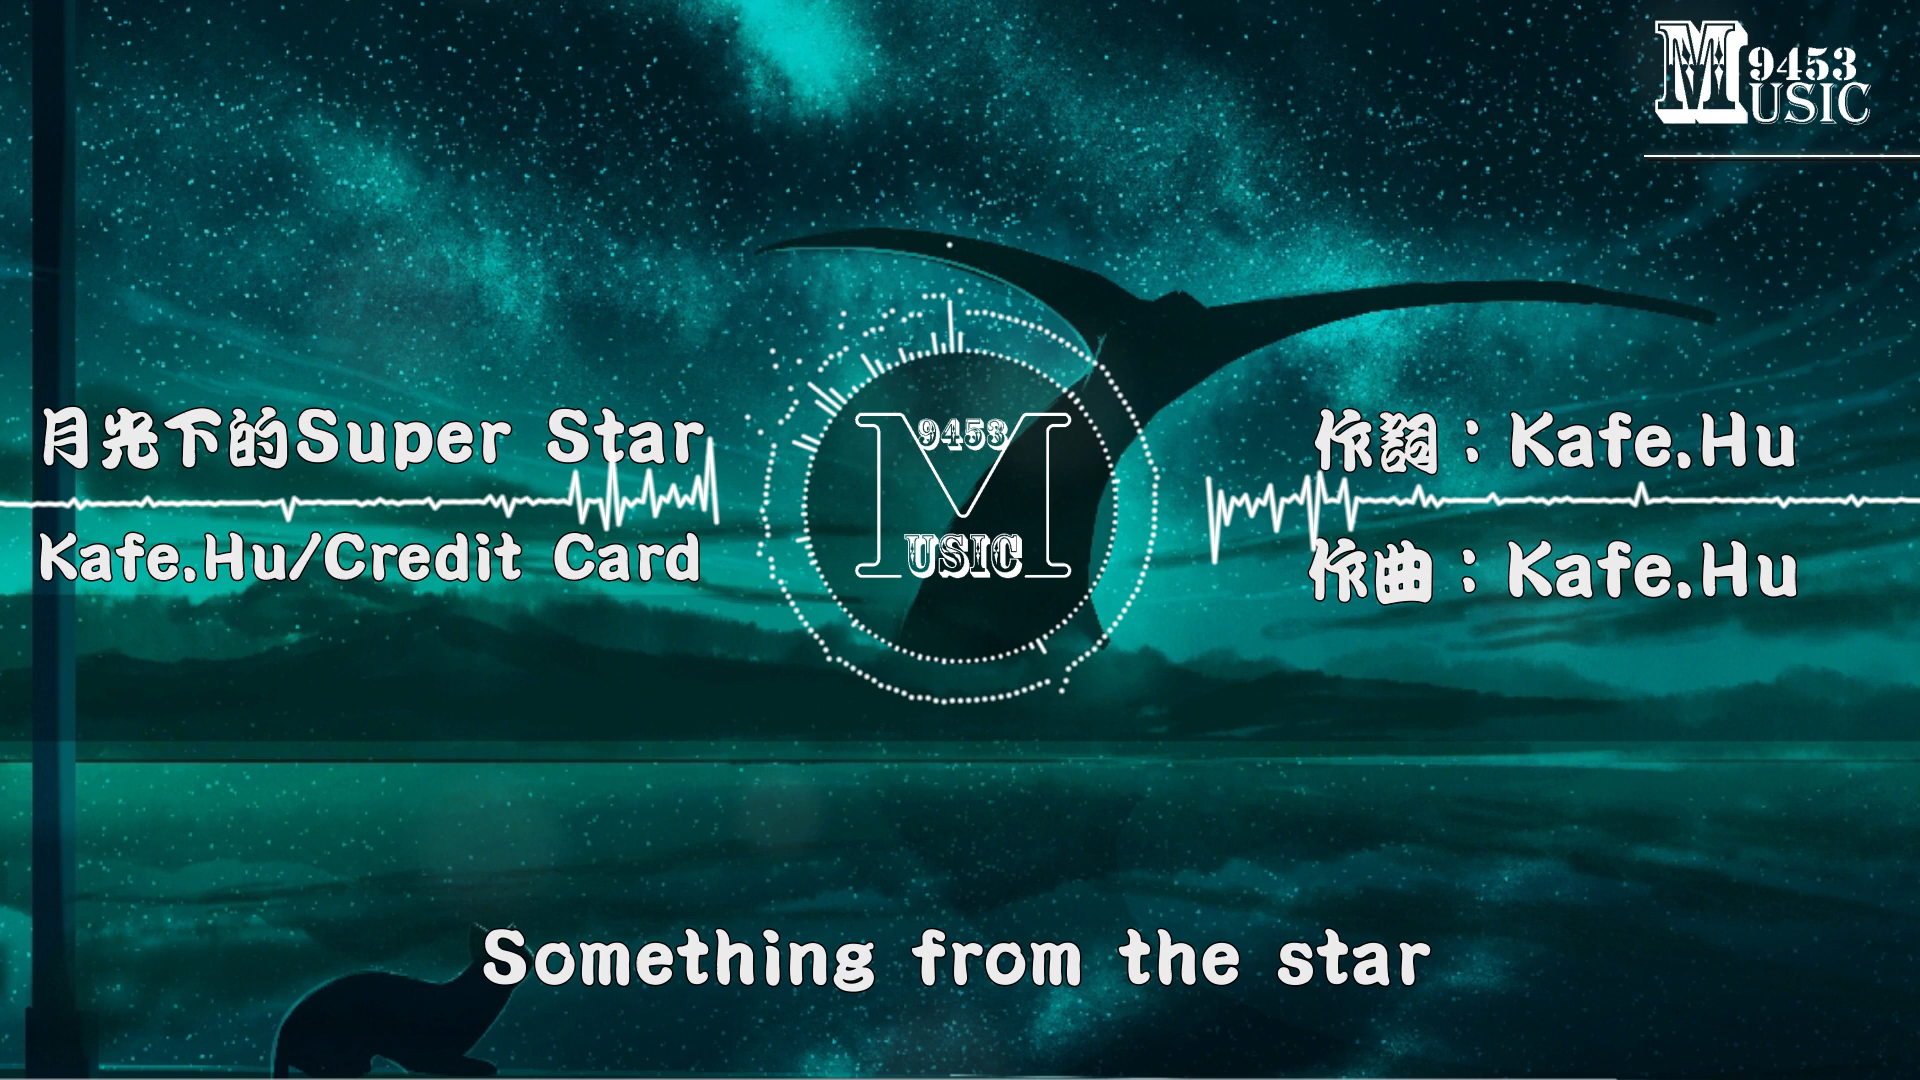 9453
MUSIC
月光下的Super Star
Kafe.Hu/Credit Card
9453
MUSIC
作詞：Kafe.Hu
作曲：Kafe.Hu
Something from the star